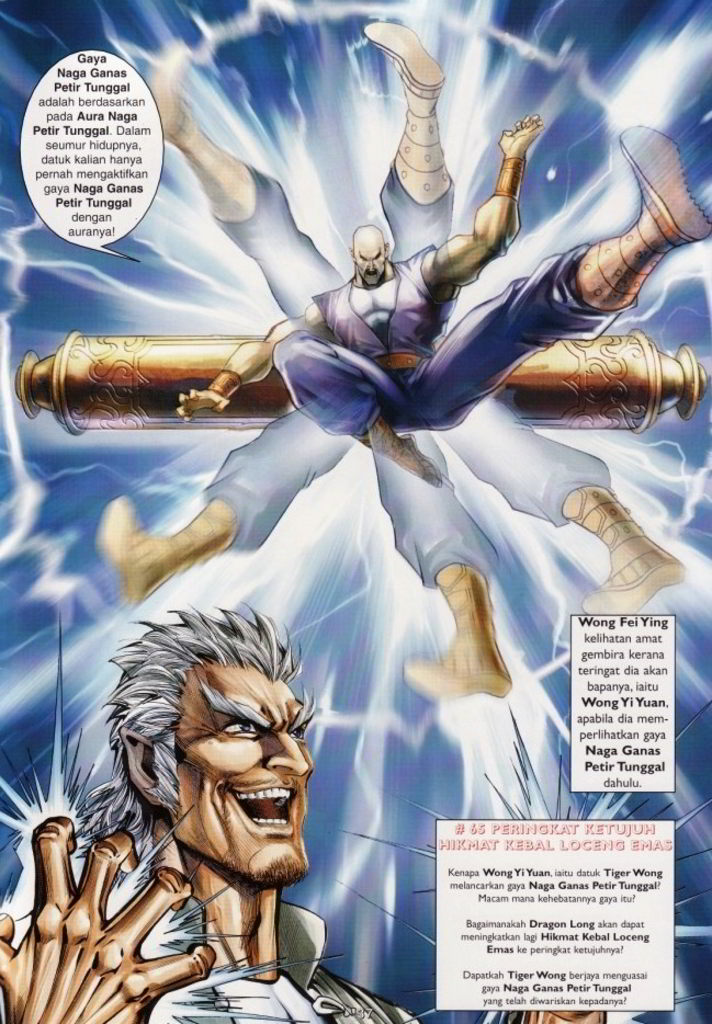 Gaya
Naga Ganas
Petir Tunggal
adalah berdasarkan
pada Aura Naga
Petir Tunggal. Dalam
seumur hidupnya,
datuk kalian hanya
pernah mengaktifkan
gaya Naga Ganas
Petir Tunggal
dengan
auranya!
Wong Fei Ying
kelihatan amat
gembira kerana
teringat dia akan
bapanya, iaitu
Wong Yi Yuan,
apabila dia mem-
perlihatkan gaya
Naga Ganas
Petir Tunggal
dahulu.
# 65 PERINGKAT KETUJUH
HIKMAT KEBAL LOCENG EMAS
Kenapa Wong Yi Yuan, iaitu datuk Tiger Wong
melancarkan gaya Naga Ganas Petir Tunggal?
Macam mana kehebatannya gaya itu?
Bagaimanakah Dragon Long akan dapat
meningkatkan lagi Hikmat Kebal Loceng
Emas ke peringkat ketujuhnya?
Dapatkah Tiger Wong berjaya menguasai
gaya Naga Ganas Petir Tunggal
yang telah diwariskan kepadanya?